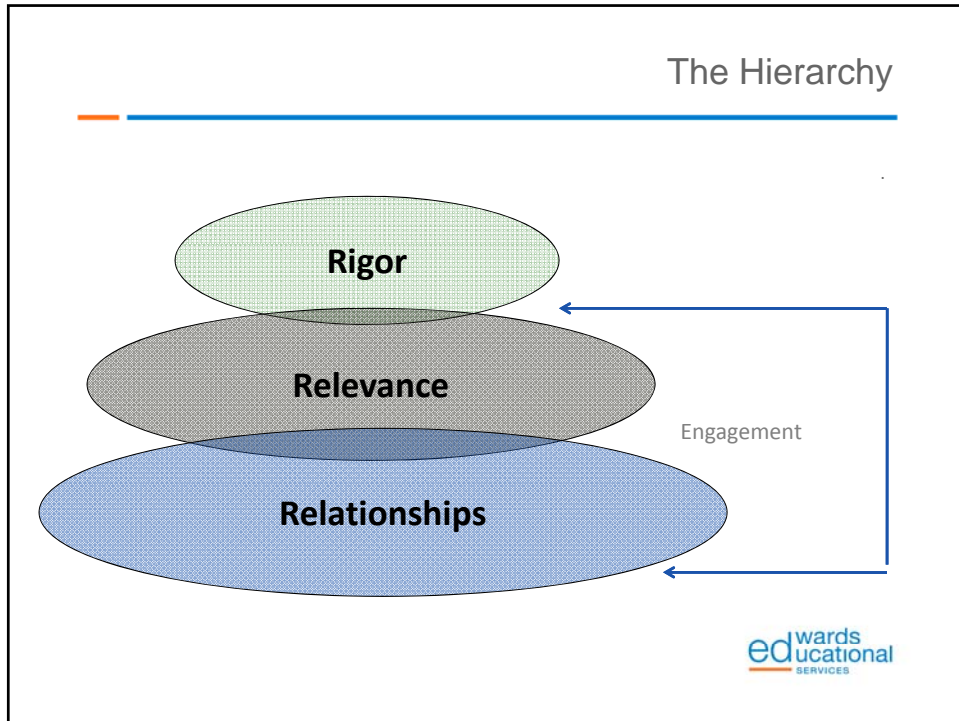 The Hierarchy
.
Rigor
Relevance
Engagement
Relationships
edwards
educational
SERVICES